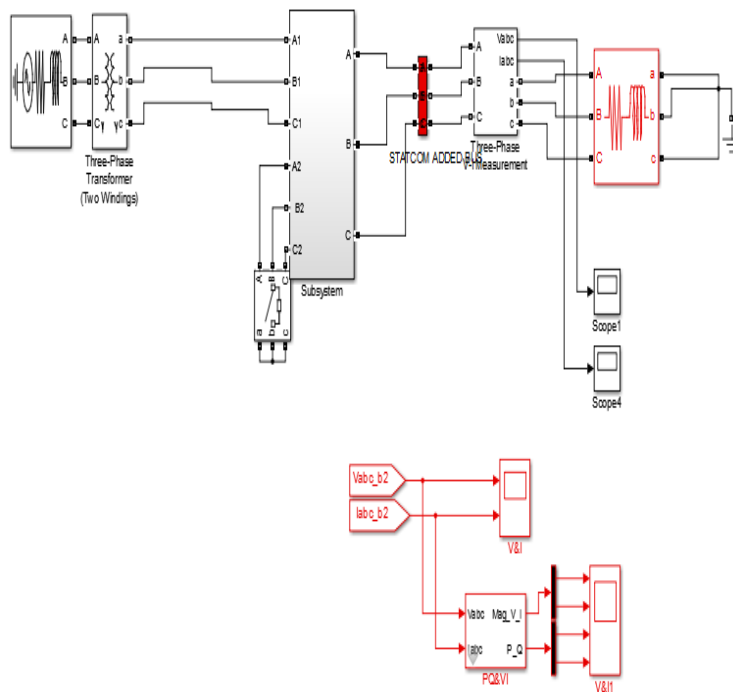 A A a
B B b
C C c
Y Y
Three-Phase
Transformer
(Two Windings)
A1
B1
C1
A2
B2
C2
A
B
C
Subsystem
A B C
a b c
STATCOM ADDED BUS
A
B
C
Vabc
Iabc
a
b
c
Three-Phase
V-I Measurement
A a
B b
C c
Scope1
Scope4
Vabc_b2
Iabc_b2
V&I
Vabc Mag_V_I
Iabc P_Q
PQ&VI
V&I1